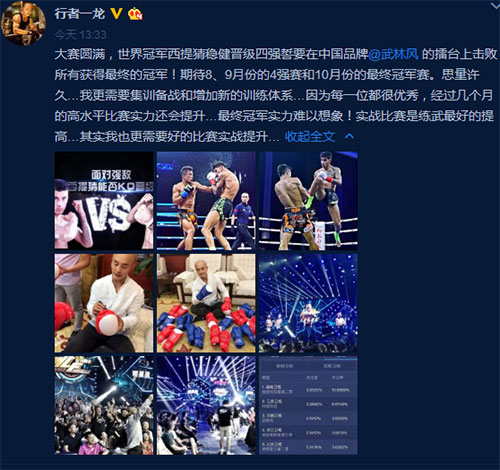 行者一龙
今天 13:33
大赛圆满，世界冠军西提猜稳健晋级四强誓要在中国品牌@武林风 的擂台上击败
所有获得最终的冠军！期待8、9月份的4强赛和10月份的最终冠军赛。思量许
久…我更需要集训备战和增加新的训练体系…因为每一位都很优秀，经过几个月
的高水平比赛实力还会提升…最终冠军实力难以想象！实战比赛是练武最好的提
高…其实我也更需要好的比赛实战提升… 收起全文
面对强敌
VS